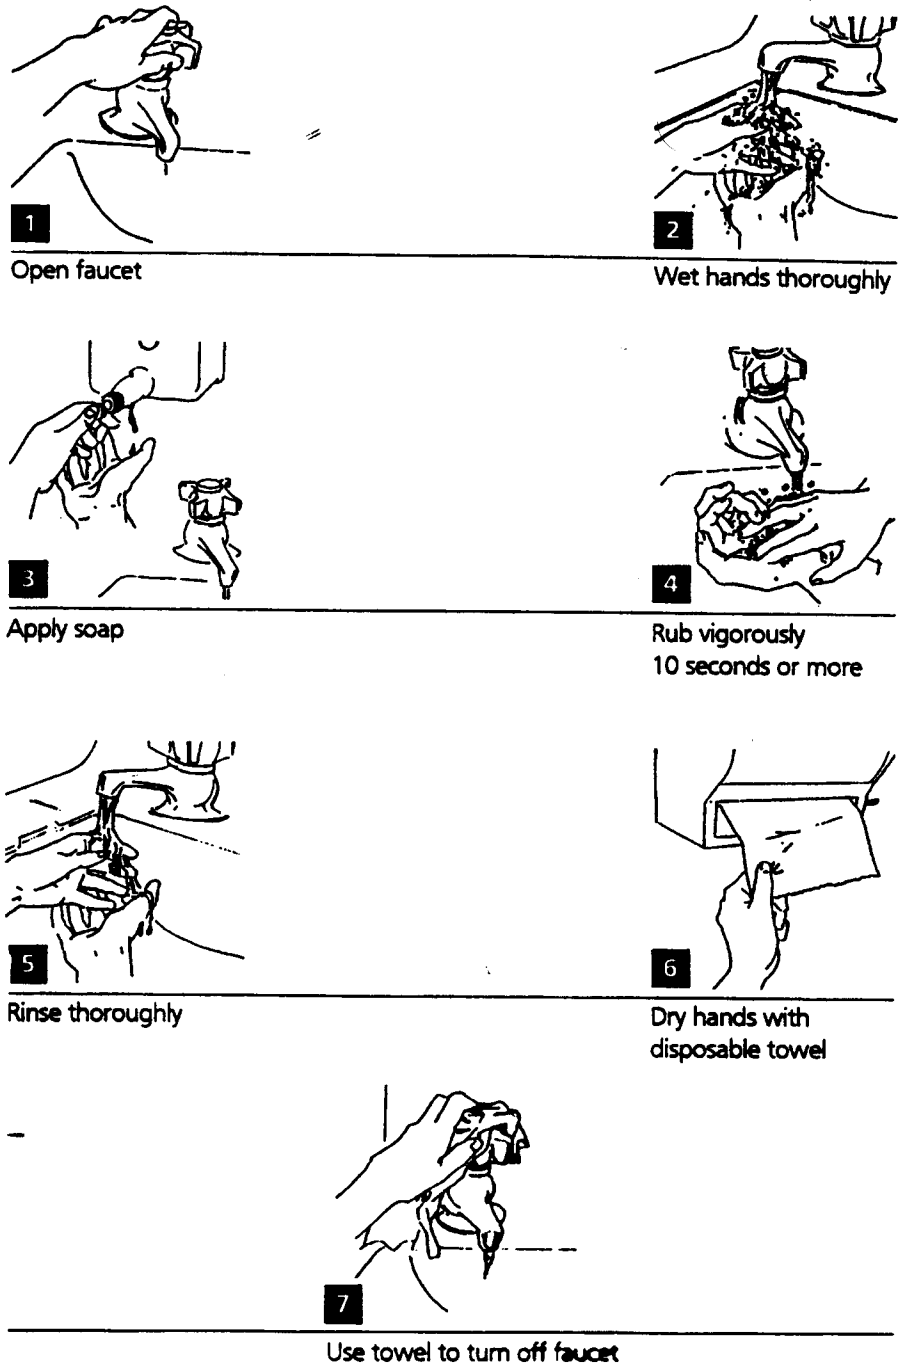 1
Open faucet
2
Wet hands thoroughly
3
Apply soap
4
Rub vigorously
10 seconds or more
5
Rinse thoroughly
6
Dry hands with
disposable towel
7
Use towel to turn off faucet